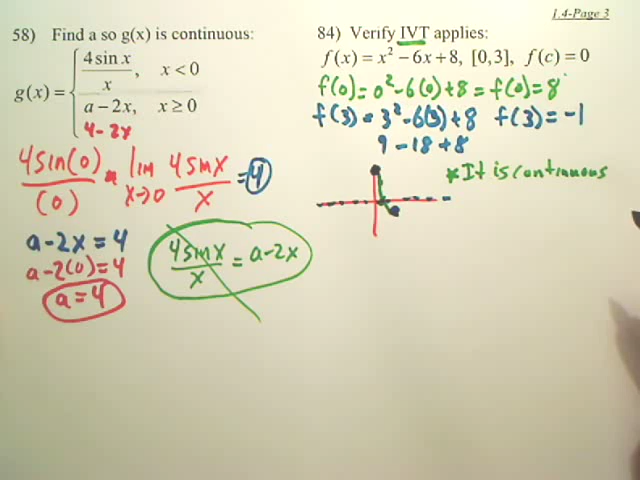 1.4-Page 3
58) Find a so g(x) is continuous:
g(x) = { 4 sin x / x, x < 0
a − 2x, x ≥ 0
4 - 2x
4sin(0) / (0) = lim x→0 4sinx / x = 4
a - 2x = 4
a - 2(0) = 4
a = 4
4sinx / x = a - 2x
84) Verify IVT applies:
f(x) = x² − 6x + 8, [0,3], f(c) = 0
f(0) = 0² - 6(0) + 8 = f(0) = 8
f(3) = 3² - 6(3) + 8 f(3) = -1
9 - 18 + 8
* It is continuous